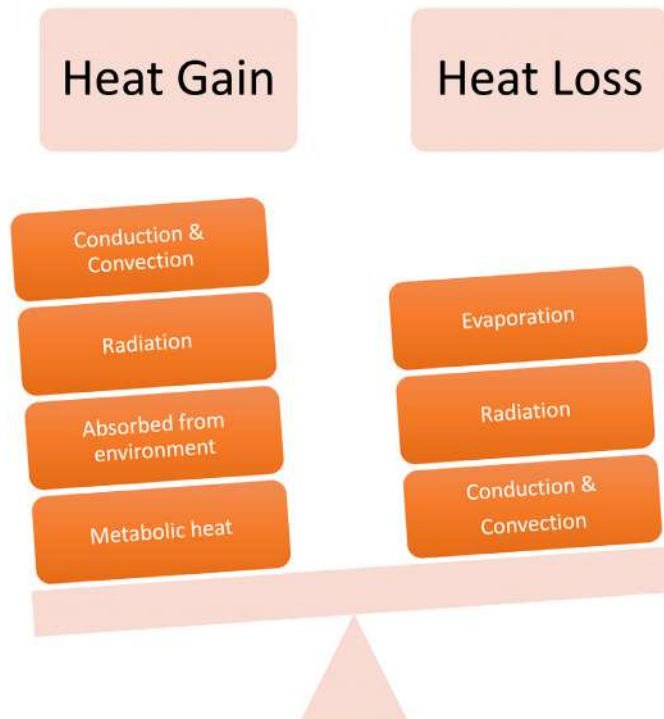 Heat Gain
Heat Loss
Conduction &
Convection
Radiation
Absorbed from
environment
Metabolic heat
Evaporation
Radiation
Conduction &
Convection